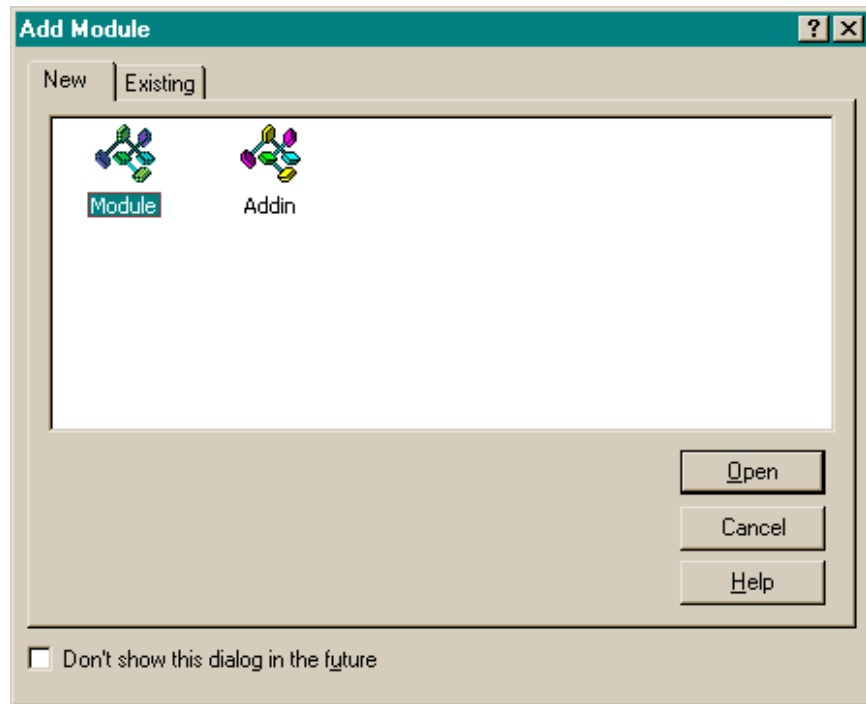 Add Module
New Existing
Module Addin
Open
Cancel
Help
Don't show this dialog in the future